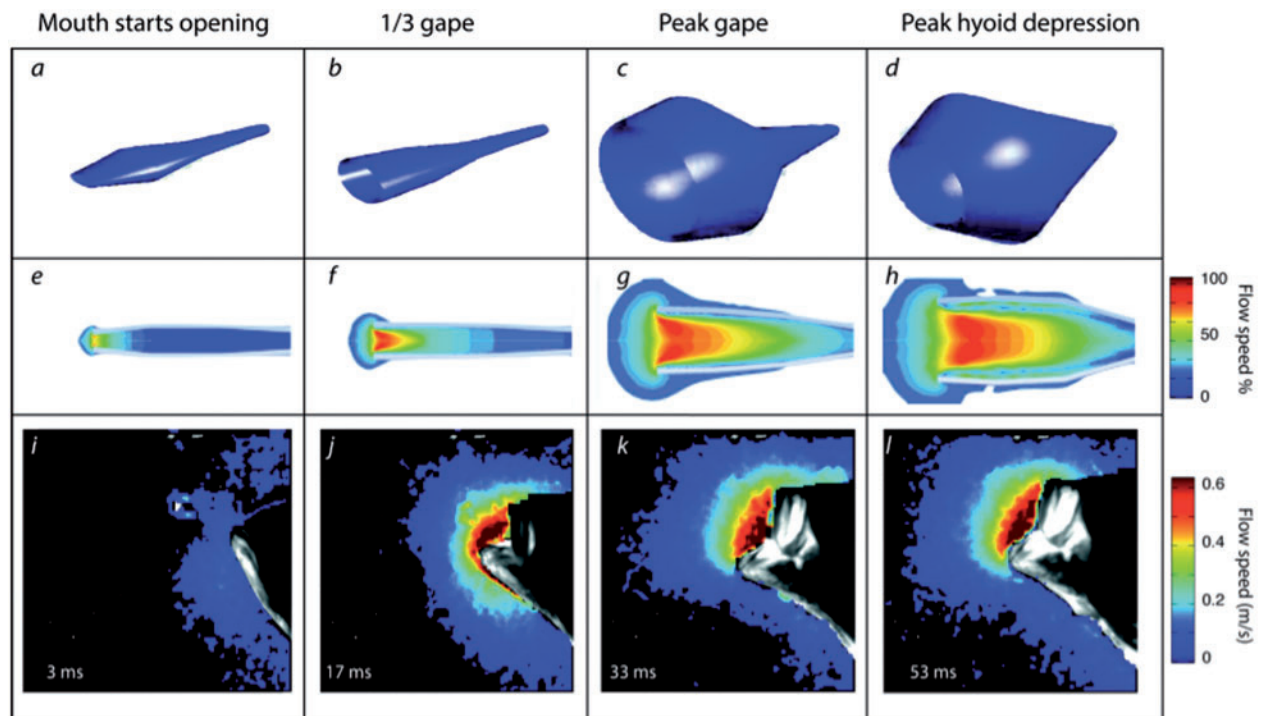 Mouth starts opening
1/3 gape
Peak gape
Peak hyoid depression
a
b
c
d
e
f
g
h
100
50
0
Flow speed %
i
j
k
l
3 ms
17 ms
33 ms
53 ms
0.6
0.4
0.2
0
Flow speed (m/s)